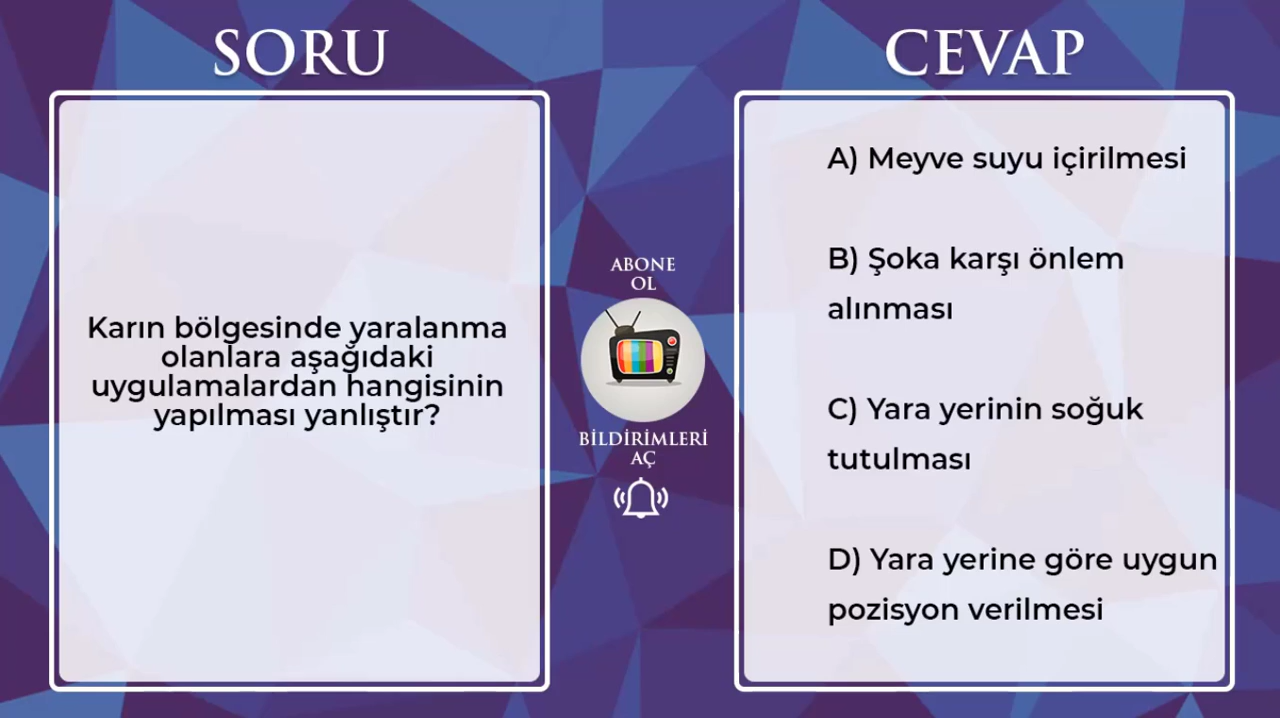 SORU
Karın bölgesinde yaralanma
olanlara aşağıdaki
uygulamalardan hangisinin
yapılması yanlıştır?
ABONE
OL
BİLDİRİMLERİ
AÇ
CEVAP
A) Meyve suyu içirilmesi
B) Şoka karşı önlem
alınması
C) Yara yerinin soğuk
tutulması
D) Yara yerine göre uygun
pozisyon verilmesi